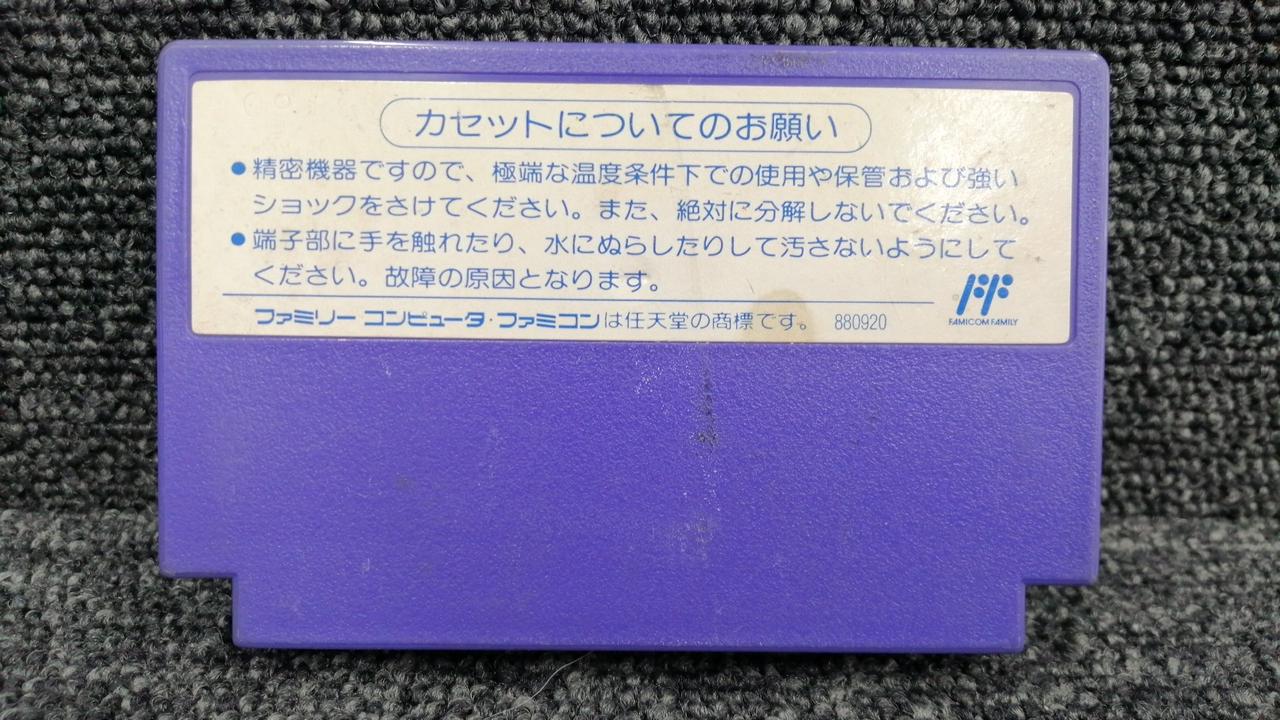 カセットについてのお願い
●精密機器ですので、極端な温度条件下での使用や保管および強い
ショックをさけてください。また、絶対に分解しないでください。
●端子部に手を触れたり、水にぬらしたりして汚さないようにして
ください。故障の原因となります。
ファミリー コンピュータ・ファミコンは任天堂の商標です。 880920
FAMICOM FAMILY